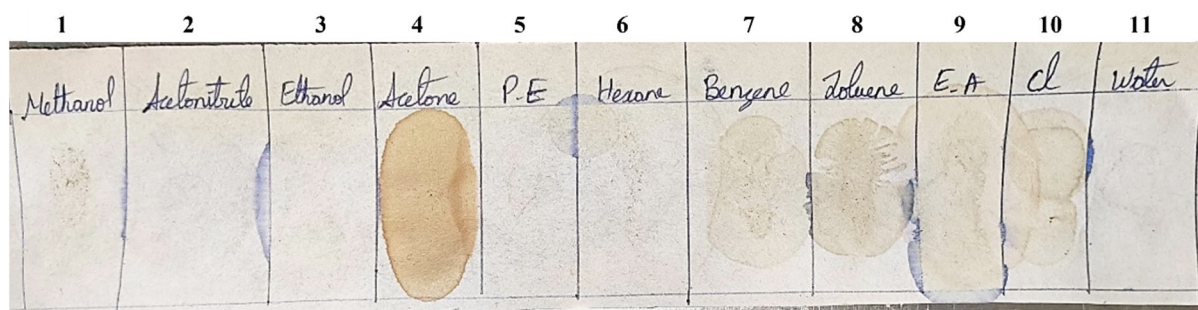 1 2 3 4 5 6 7 8 9 10 11
Methanol Acetonitrile Ethanol Acetone P-E Hexane Benzene Toluene E-A Cl Water